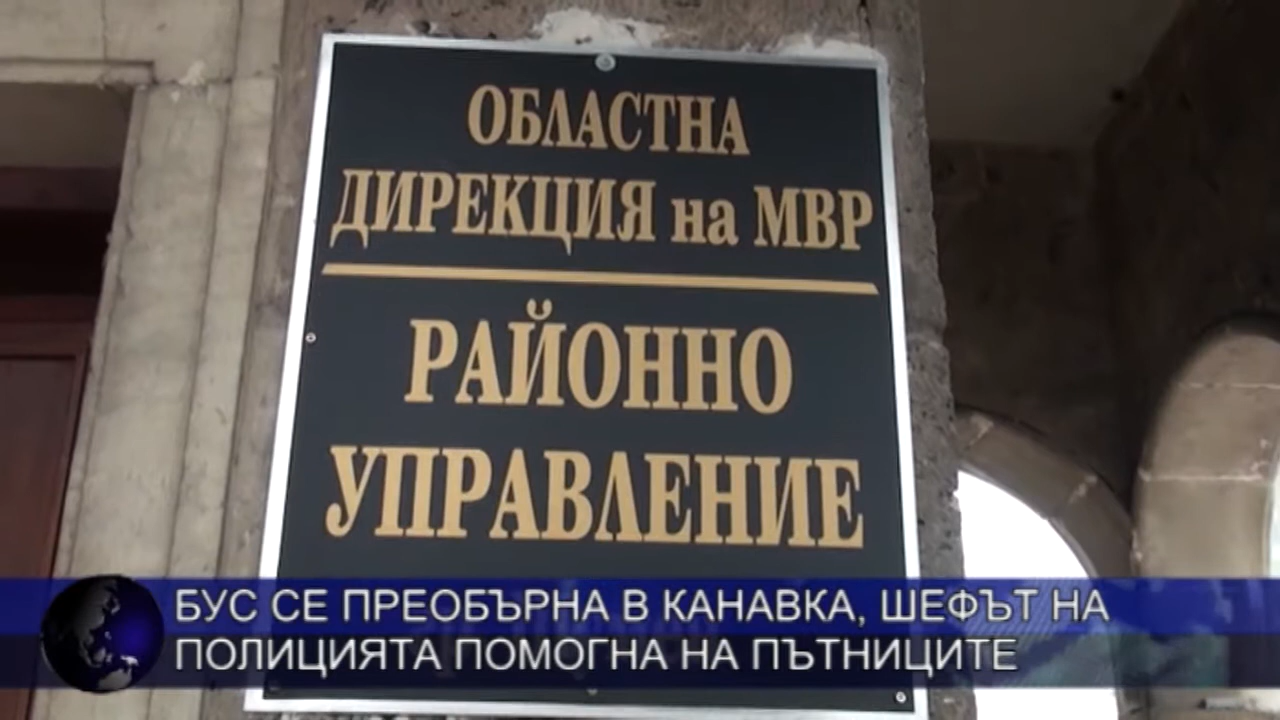 ОБЛАСТНА
ДИРЕКЦИЯ на МВР
РАЙОННО
УПРАВЛЕНИЕ
БУС СЕ ПРЕОБЪРНА В КАНАВКА, ШЕФЪТ НА
ПОЛИЦИЯТА ПОМОГНА НА ПЪТНИЦИТЕ